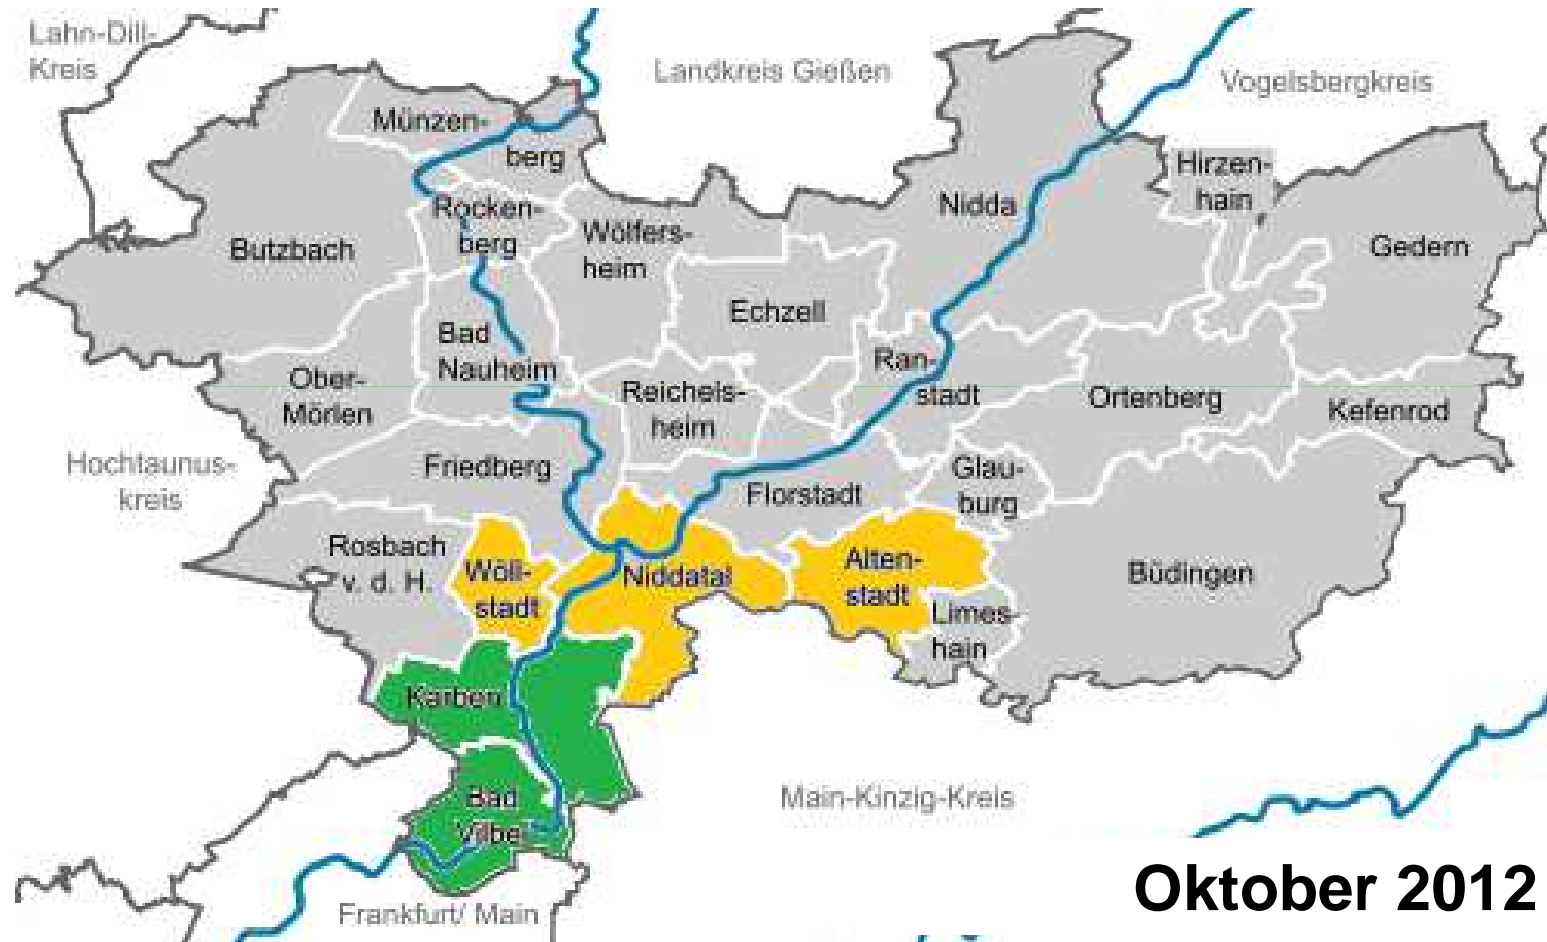 Lahn-Dill-
Kreis
Landkreis Gießen
Vogelsbergkreis
Münzen-
berg
Hirzen-
hain
Rocken-
berg
Nidda
Wölfers-
heim
Butzbach
Gedern
Echzell
Bad
Nauheim
Ran-
stadt
Ober-
Mörlen
Reichels-
heim
Ortenberg
Kefenrod
Hochtaunus-
kreis
Friedberg
Glau-
burg
Florstadt
Rosbach
v. d. H.
Wöll-
stadt
Niddatal
Alten-
stadt
Büdingen
Limes-
hain
Karben
Bad
Vilbel
Main-Kinzig-Kreis
Frankfurt/ Main
Oktober 2012